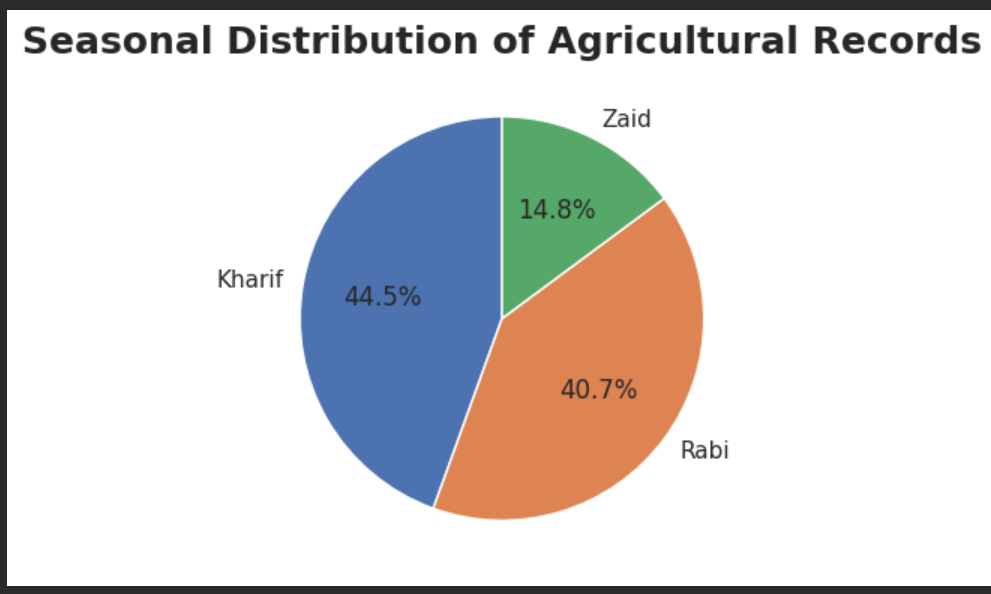 Seasonal Distribution of Agricultural Records
Zaid
14.8%
Kharif
44.5%
40.7%
Rabi